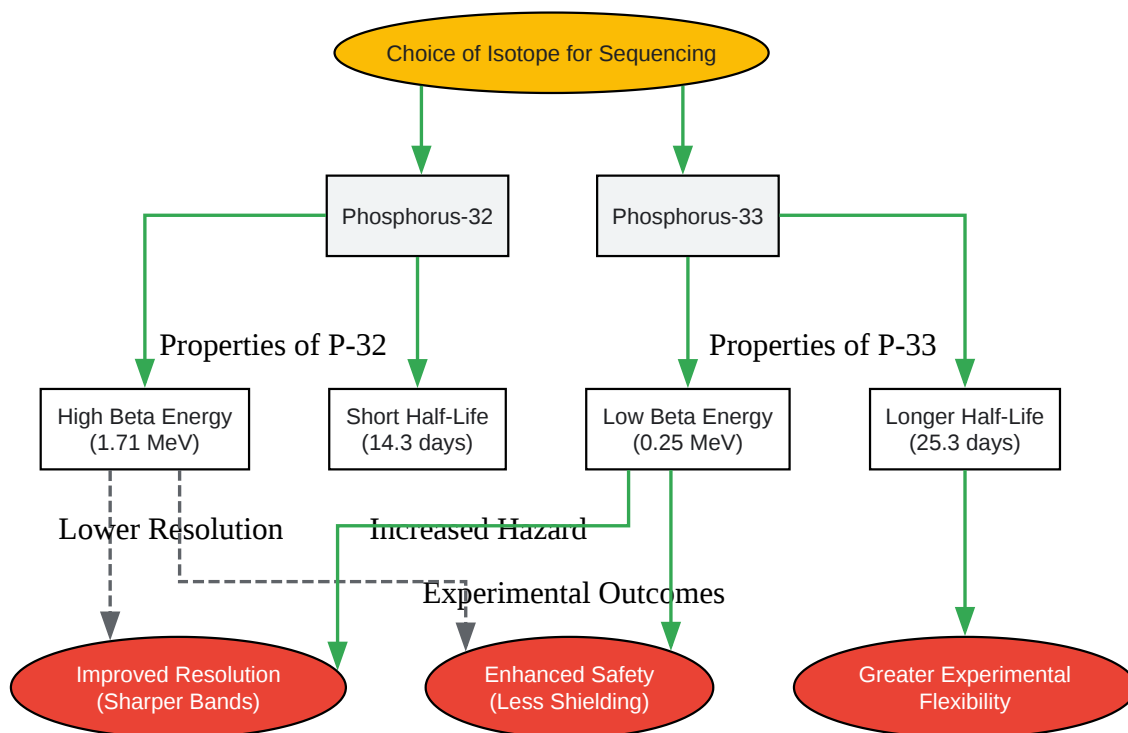 Choice of Isotope for Sequencing
Phosphorus-32
Phosphorus-33
Properties of P-32
Properties of P-33
High Beta Energy
(1.71 MeV)
Short Half-Life
(14.3 days)
Low Beta Energy
(0.25 MeV)
Longer Half-Life
(25.3 days)
Lower Resolution
Increased Hazard
Experimental Outcomes
Improved Resolution
(Sharper Bands)
Enhanced Safety
(Less Shielding)
Greater Experimental
Flexibility